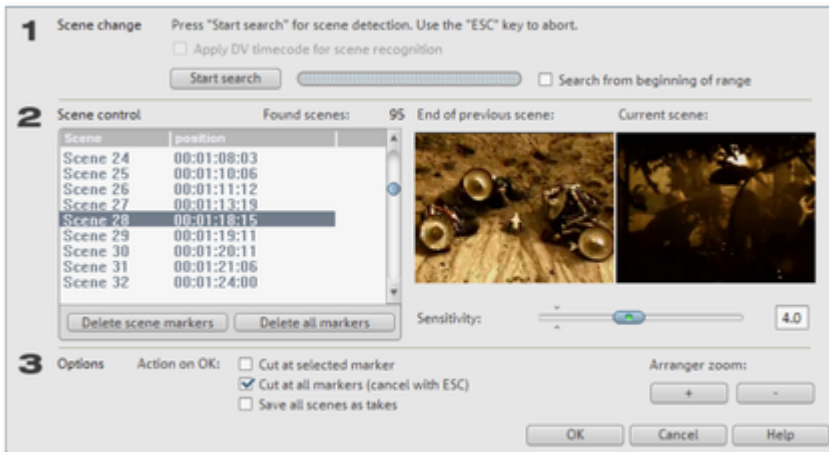 1 Scene change Press "Start search" for scene detection. Use the "ESC" key to abort.
Apply DV timecode for scene recognition
Start search Search from beginning of range
2 Scene control Found scenes: 95 End of previous scene: Current scene:
Scene position
Scene 24 00:01:08:03
Scene 25 00:01:10:06
Scene 26 00:01:11:12
Scene 27 00:01:13:19
Scene 28 00:01:18:15
Scene 29 00:01:19:11
Scene 30 00:01:20:11
Scene 31 00:01:21:06
Scene 32 00:01:24:00
Delete scene markers Delete all markers Sensitivity: 4.0
3 Options Action on OK: Cut at selected marker Arranger zoom:
Cut at all markers (cancel with ESC) + -
Save all scenes as takes
OK Cancel Help